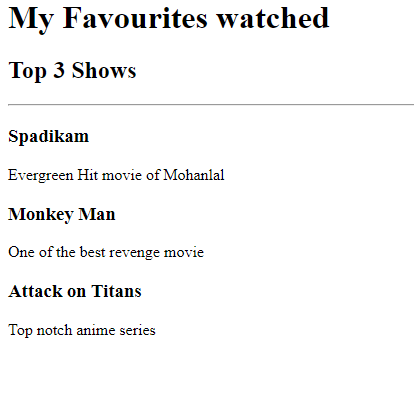 My Favourites watched
Top 3 Shows
Spadikam
Evergreen Hit movie of Mohanlal
Monkey Man
One of the best revenge movie
Attack on Titans
Top notch anime series